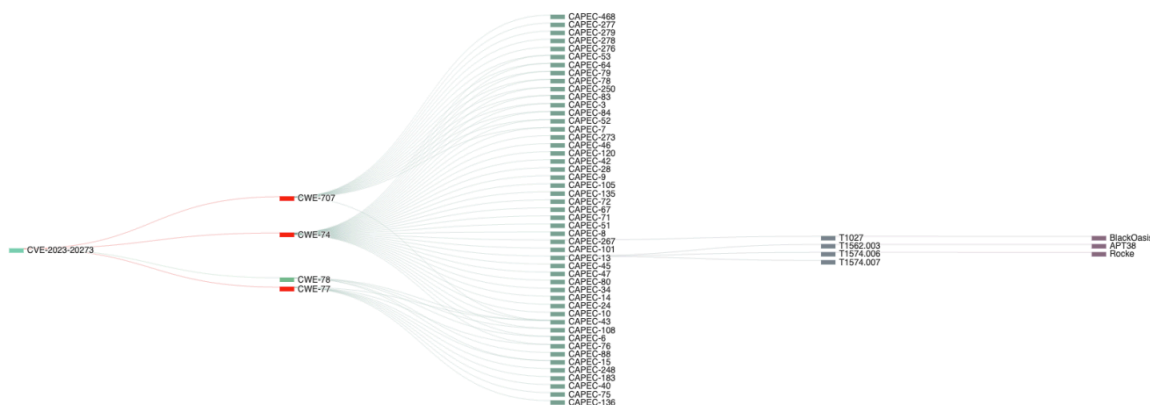 CVE-2023-20273
CWE-707
CWE-74
CWE-78
CWE-77
CAPEC-468
CAPEC-277
CAPEC-279
CAPEC-278
CAPEC-276
CAPEC-53
CAPEC-64
CAPEC-79
CAPEC-78
CAPEC-250
CAPEC-83
CAPEC-3
CAPEC-84
CAPEC-52
CAPEC-7
CAPEC-273
CAPEC-46
CAPEC-120
CAPEC-42
CAPEC-28
CAPEC-9
CAPEC-105
CAPEC-135
CAPEC-72
CAPEC-67
CAPEC-71
CAPEC-51
CAPEC-8
CAPEC-267
CAPEC-101
CAPEC-13
CAPEC-45
CAPEC-47
CAPEC-80
CAPEC-34
CAPEC-14
CAPEC-24
CAPEC-10
CAPEC-43
CAPEC-108
CAPEC-6
CAPEC-76
CAPEC-88
CAPEC-15
CAPEC-248
CAPEC-183
CAPEC-40
CAPEC-75
CAPEC-136
T1027
T1562.003
T1574.006
T1574.007
BlackOasis
APT38
Rocke